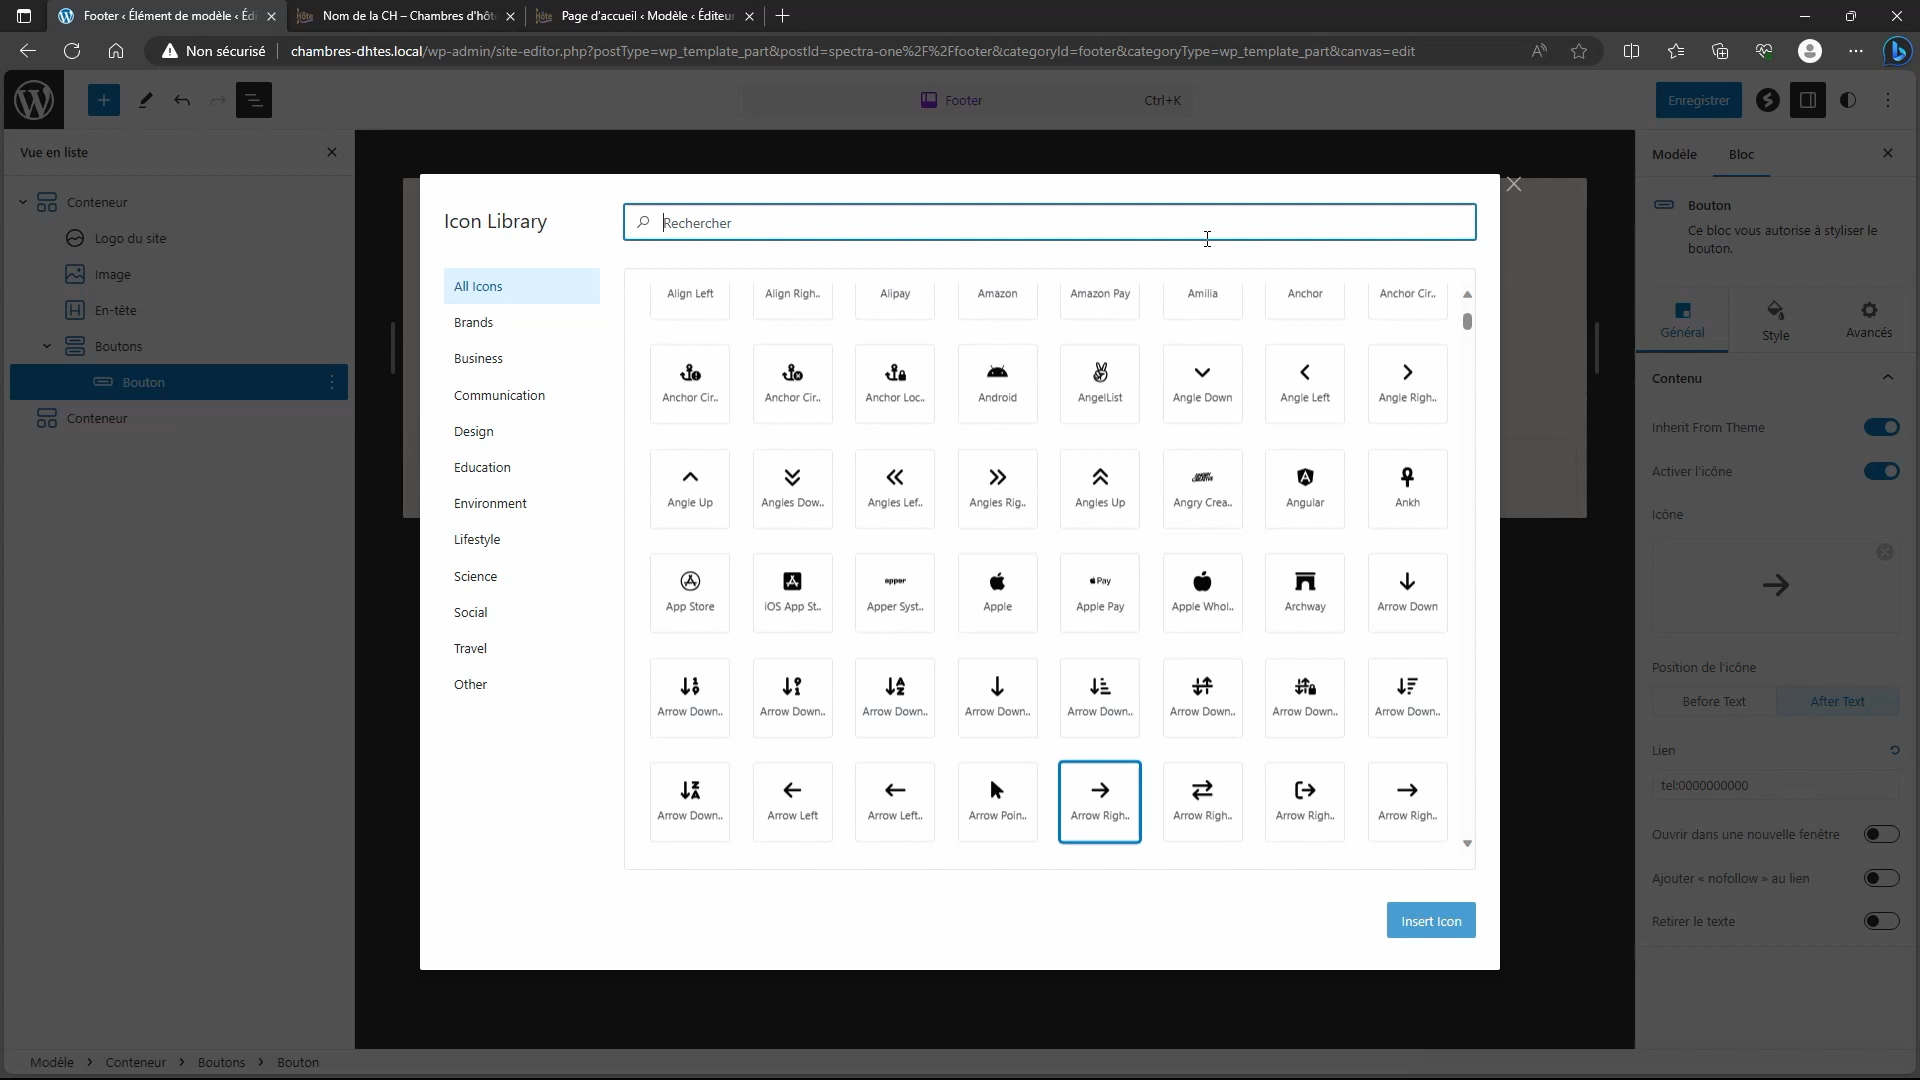 Footer ‹ Élément de modèle ‹ Édi
Nom de la CH – Chambres d'hôt
Page d'accueil ‹ Modèle ‹ Éditeur
Non sécurisé
chambres-dhtes.local/wp-admin/site-editor.php?postType=wp_template_part&postId=spectra-one%2F%2Ffooter&categoryId=footer&categoryType=wp_template_part&canvas=edit
Footer
Ctrl+K
Enregistrer
Vue en liste
Conteneur
Logo du site
Image
En-tête
Boutons
Bouton
Conteneur
Icon Library
Rechercher
All Icons
Brands
Business
Communication
Design
Education
Environment
Lifestyle
Science
Social
Travel
Other
Align Left
Align Righ..
Alipay
Amazon
Amazon Pay
Amilia
Anchor
Anchor Cir..
Anchor Cir..
Anchor Cir..
Anchor Loc..
Android
AngelList
Angle Down
Angle Left
Angle Righ..
Angle Up
Angles Dow..
Angles Lef..
Angles Rig..
Angles Up
Angry Crea..
Angular
Ankh
App Store
iOS App St..
Apper Syst..
Apple
Apple Pay
Apple Whol..
Archway
Arrow Down
Arrow Down..
Arrow Down..
Arrow Down..
Arrow Down..
Arrow Down..
Arrow Down..
Arrow Down..
Arrow Down..
Arrow Down..
Arrow Left
Arrow Left..
Arrow Poin..
Arrow Righ..
Arrow Righ..
Arrow Righ..
Arrow Righ..
Insert Icon
Modèle
Bloc
Bouton
Ce bloc vous autorise à styliser le
bouton.
Général
Style
Avancés
Contenu
Inherit From Theme
Activer l'icône
Icône
Position de l'icône
Before Text
After Text
Lien
tel:0000000000
Ouvrir dans une nouvelle fenêtre
Ajouter « nofollow » au lien
Retirer le texte
Modèle > Conteneur > Boutons > Bouton